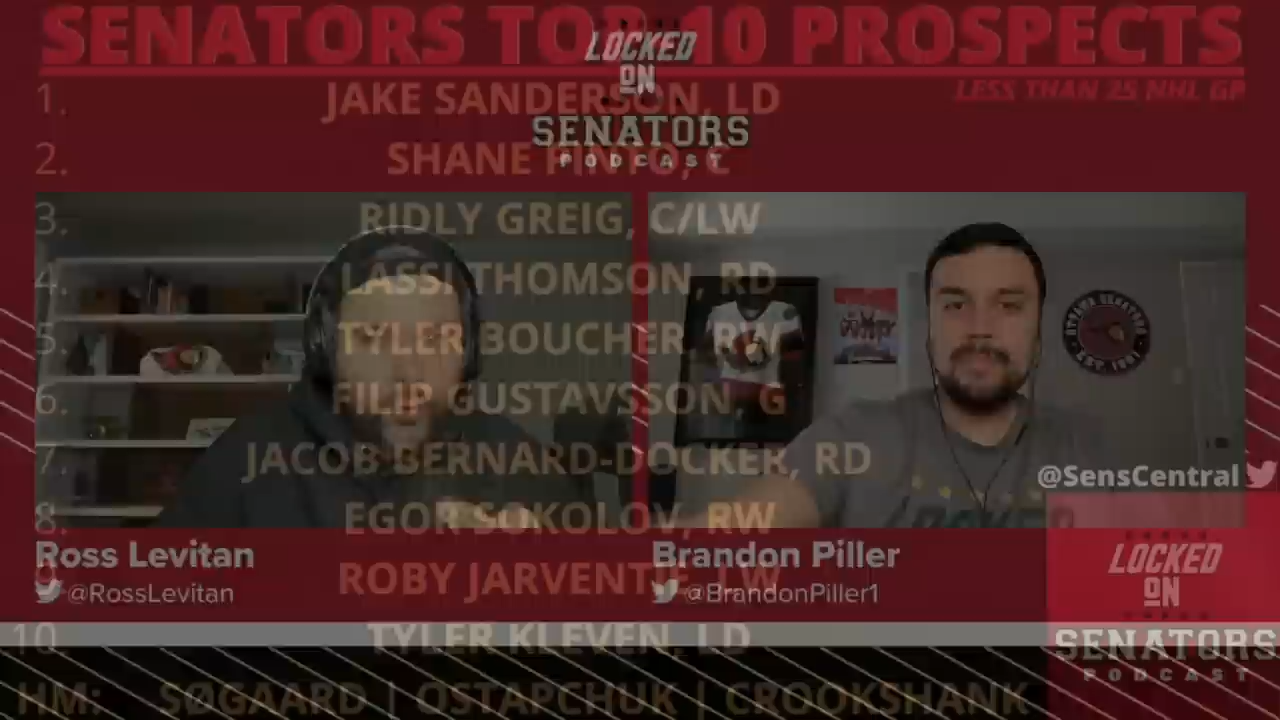 SENATORS TOP 10 PROSPECTS
LESS THAN 25 NHL GP
LOCKED
ON
SENATORS
PODCAST
1. JAKE SANDERSON, LD
2. SHANE PINTO, C
3. RIDLY GREIG, C/LW
4. LASSI THOMSON, RD
5. TYLER BOUCHER, RW
6. FILIP GUSTAVSSON, G
7. JACOB BERNARD-DOCKER, RD
8. EGOR SOKOLOV, RW
9. ROBY JARVENTIE, LW
10. TYLER KLEVEN, LD
HM: SØGAARD | OSTAPCHUK | CROOKSHANK
OTTAWA SENATORS
@SensCentral
Ross Levitan
@RossLevitan
Brandon Piller
@BrandonPiller1
LOCKED
ON
SENATORS
PODCAST